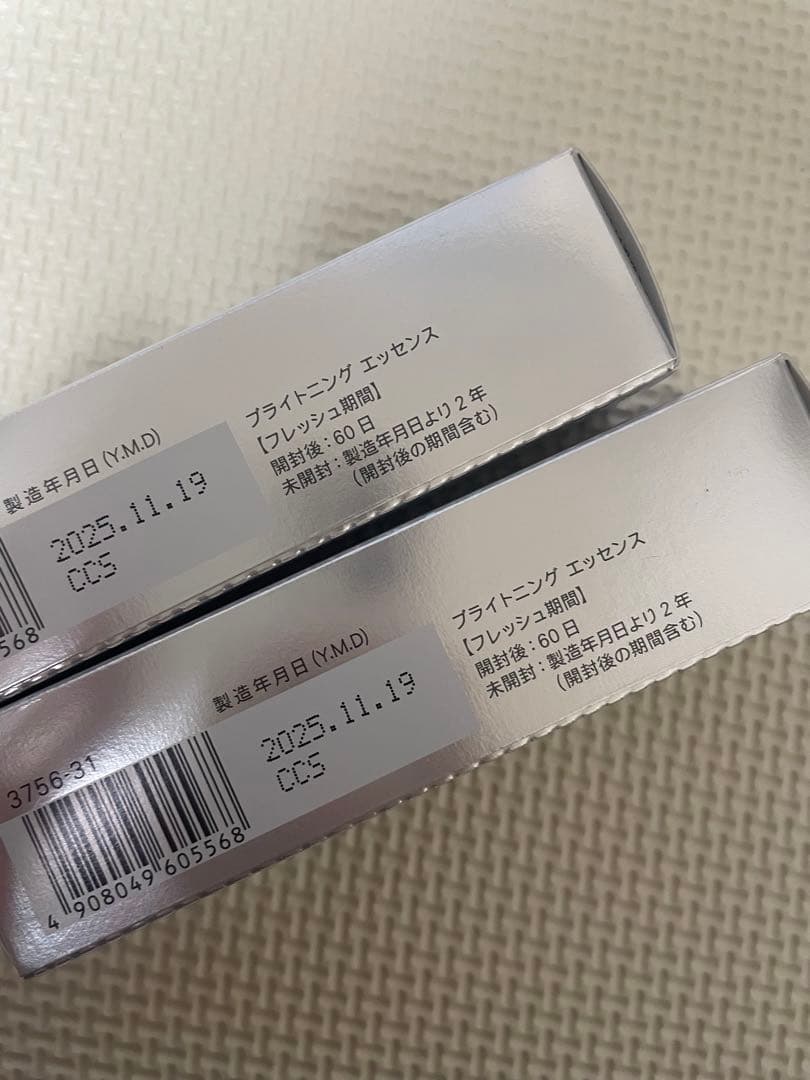 製造年月日(Y.M.D)
2025.11.19
CC5
568
ブライトニング エッセンス
【フレッシュ期間】
開封後:60日
未開封:製造年月日より2年
(開封後の期間含む)
3756-31
4 908049 605568
製造年月日(Y.M.D)
2025.11.19
CC5
ブライトニング エッセンス
【フレッシュ期間】
開封後:60日
未開封:製造年月日より2年
(開封後の期間含む)